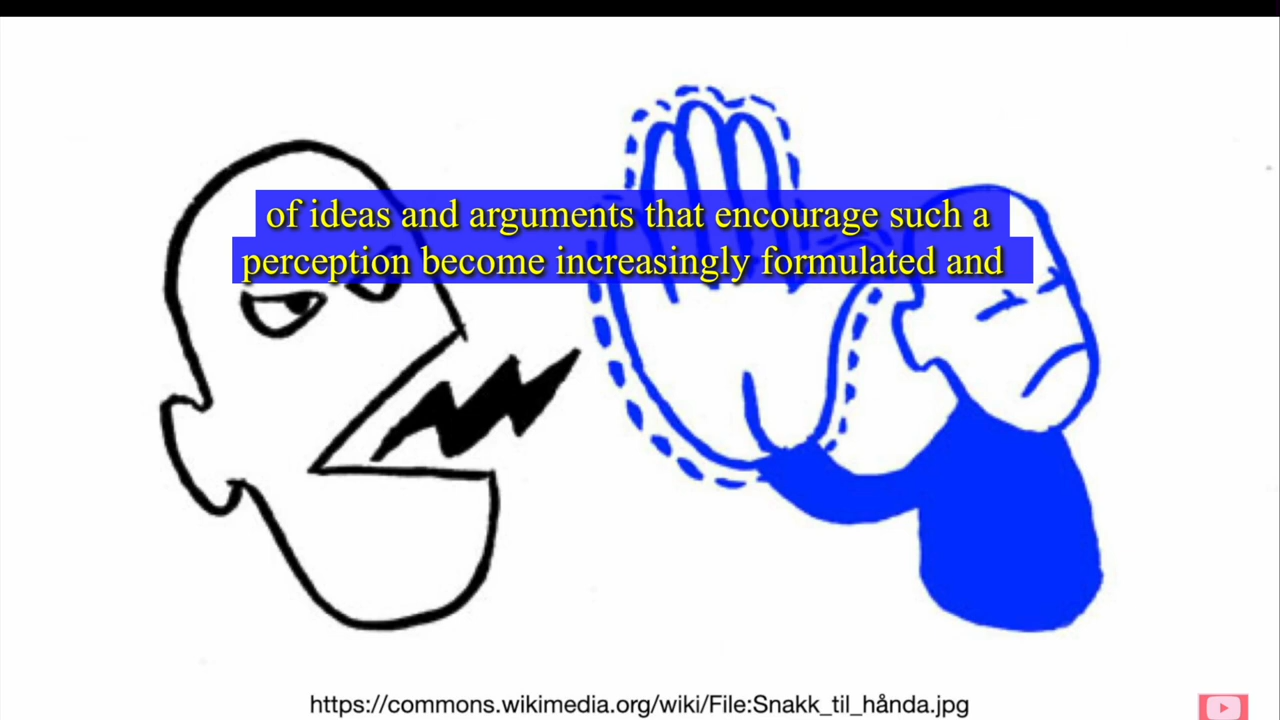 of ideas and arguments that encourage such a
perception become increasingly formulated and
https://commons.wikimedia.org/wiki/File:Snakk_til_hånda.jpg